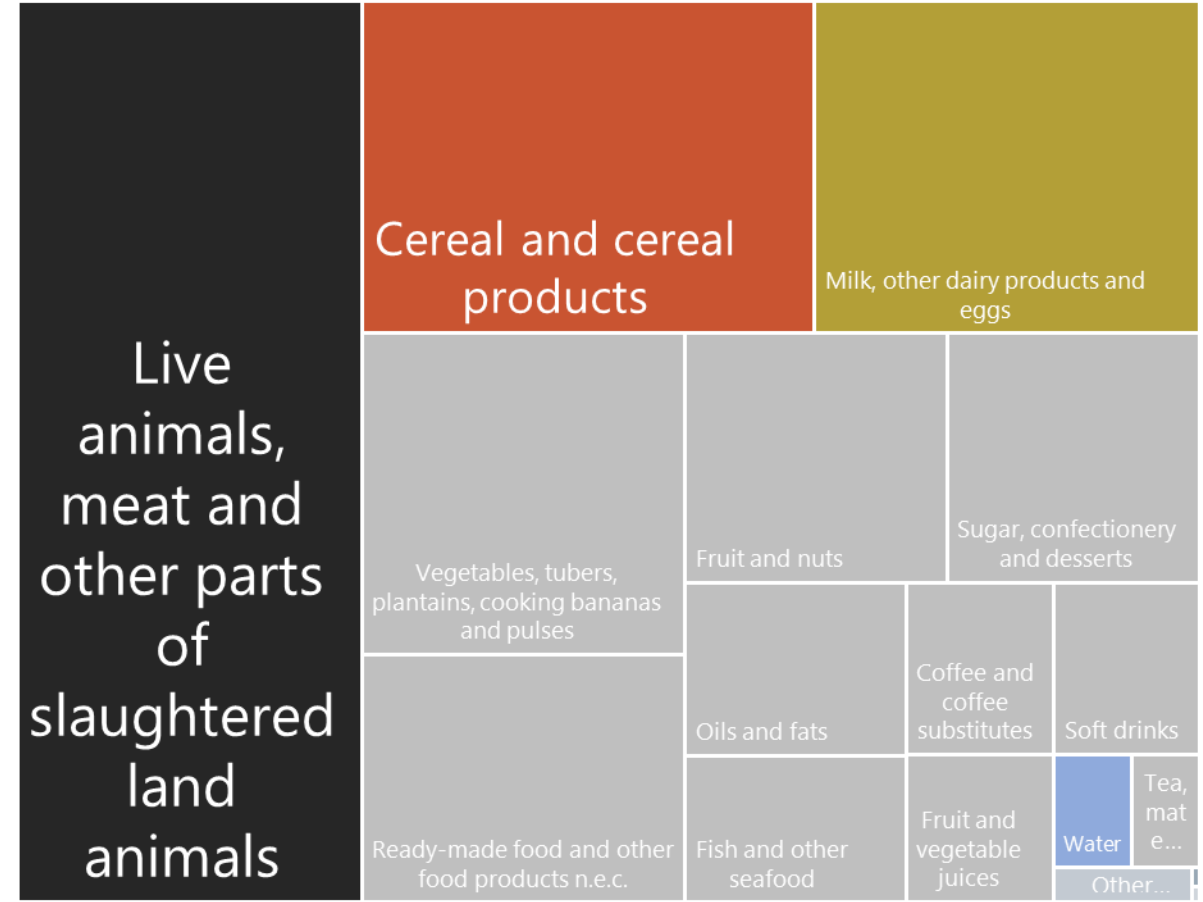 Live
animals,
meat and
other parts
of
slaughtered
land
animals
Cereal and cereal
products
Milk, other dairy products and
eggs
Vegetables, tubers,
plantains, cooking bananas
and pulses
Fruit and nuts
Sugar, confectionery
and desserts
Ready-made food and other
food products n.e.c.
Oils and fats
Coffee and
coffee
substitutes
Soft drinks
Fish and other
seafood
Fruit and
vegetable
juices
Water
Tea,
mat
e...
Other...